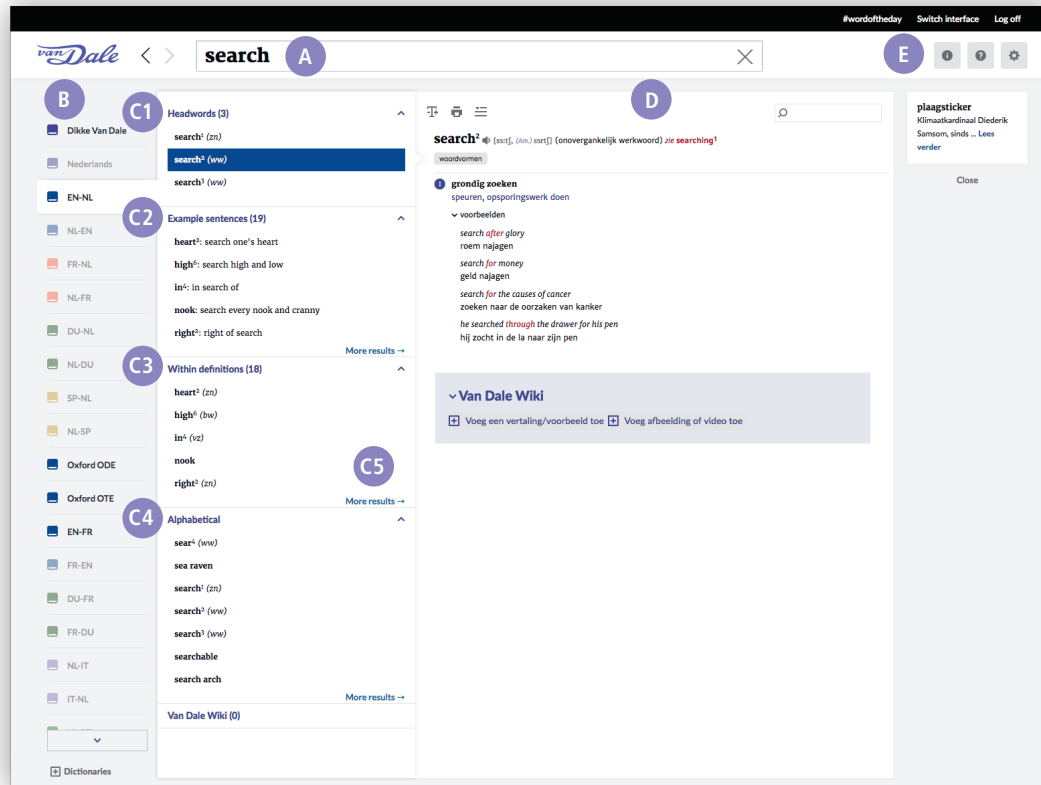 #wordoftheday Switch interface Log off
van Dale
search
A
E
B
Dikke Van Dale
Nederlands
EN-NL
NL-EN
FR-NL
NL-FR
DU-NL
NL-DU
SP-NL
NL-SP
Oxford ODE
Oxford OTE
EN-FR
FR-EN
DU-FR
FR-DU
NL-IT
IT-NL
Dictionaries
C1
Headwords (3)
search¹ (zn)
search² (ww)
search³ (ww)
C2
Example sentences (19)
heart²: search one's heart
high⁶: search high and low
in⁴: in search of
nook: search every nook and cranny
right²: right of search
More results →
C3
Within definitions (18)
heart² (zn)
high⁶ (bw)
in⁴ (vz)
nook
right² (zn)
C5
More results →
C4
Alphabetical
sear⁴ (ww)
sea raven
search¹ (zn)
search² (ww)
search³ (ww)
searchable
search arch
More results →
Van Dale Wiki (0)
D
search² [sɜːtʃ, (Am.) sɜrtʃ] (onovergankelijk werkwoord) zie searching¹
woordvormen
grondig zoeken
speuren, opsporingswerk doen
voorbeelden
search after glory
roem najagen
search for money
geld najagen
search for the causes of cancer
zoeken naar de oorzaken van kanker
he searched through the drawer for his pen
hij zocht in de la naar zijn pen
Van Dale Wiki
Voeg een vertaling/voorbeeld toe Voeg afbeelding of video toe
plaagsticker
Klimaatkardinaal Diederik
Samsom, sinds ... Lees
verder
Close